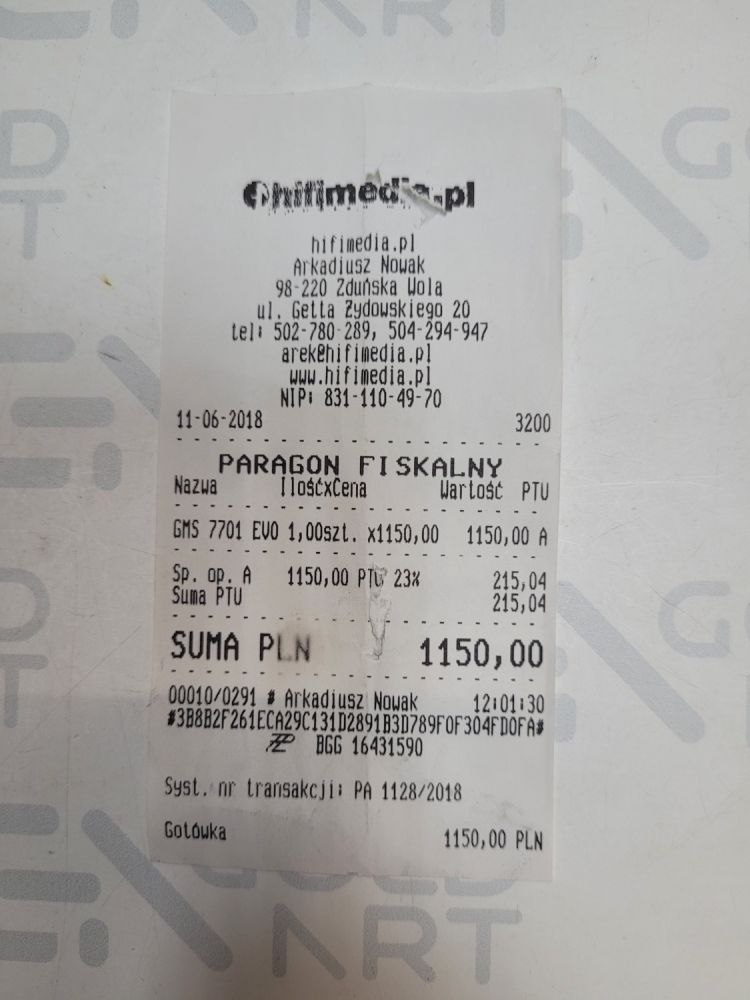 hifimedia.pl
hifimedia.pl
Arkadiusz Nowak
98-220 Zduńska Wola
ul. Getta Żydowskiego 20
tel: 502-780-289, 504-294-947
arek@hifimedia.pl
www.hifimedia.pl
NIP: 831-110-49-70
11-06-2018 3200
PARAGON FISKALNY
Nazwa IlośćxCena Wartość PTU
GMS 7701 EVO 1,00szt. x1150,00 1150,00 A
Sp. op. A 1150,00 PTU 23% 215,04
Suma PTU 215,04
SUMA PLN 1150,00
00010/0291 # Arkadiusz Nowak 12:01:30
#3B8B2F261ECA29C131D2891B3D789F0F304FD0FA#
BGG 16431590
Syst. nr transakcji: PA 1128/2018
Gotówka 1150,00 PLN
GOLD
ART